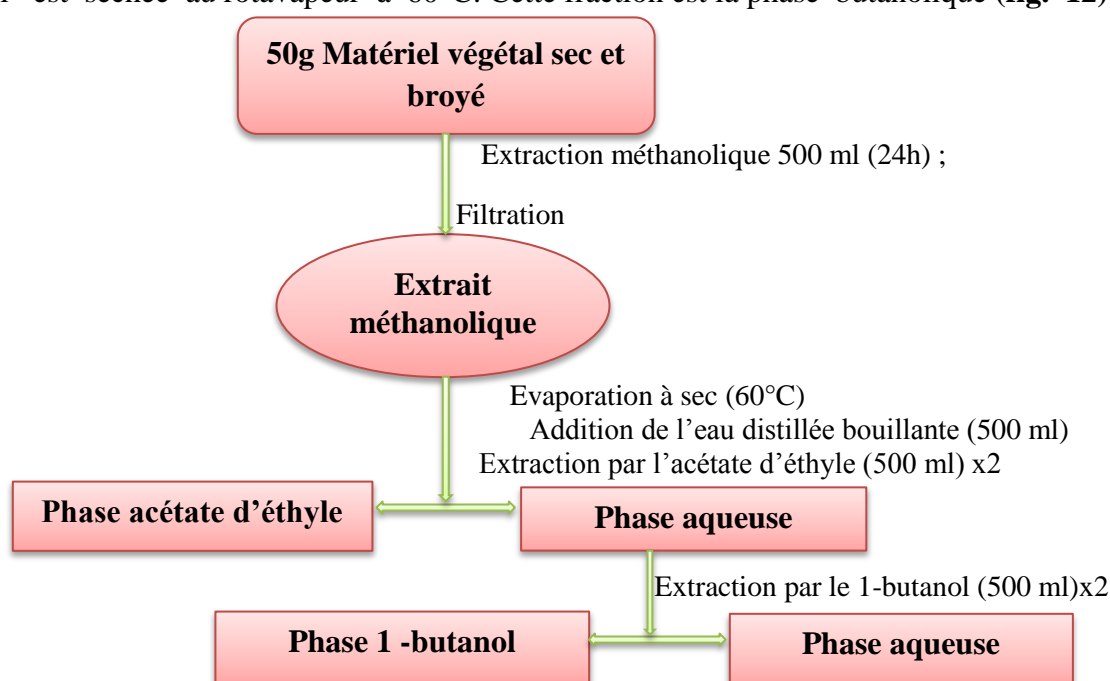 est séchée au rotavapeur à 60°C. Cette fraction est la phase butanolique (fig. 12)
50g Matériel végétal sec et
broyé
Extraction méthanolique 500 ml (24h) ;
Filtration
Extrait
méthanolique
Evaporation à sec (60°C)
Addition de l’eau distillée bouillante (500 ml)
Extraction par l’acétate d’éthyle (500 ml) x2
Phase acétate d’éthyle
Phase aqueuse
Extraction par le 1-butanol (500 ml)x2
Phase 1 -butanol
Phase aqueuse